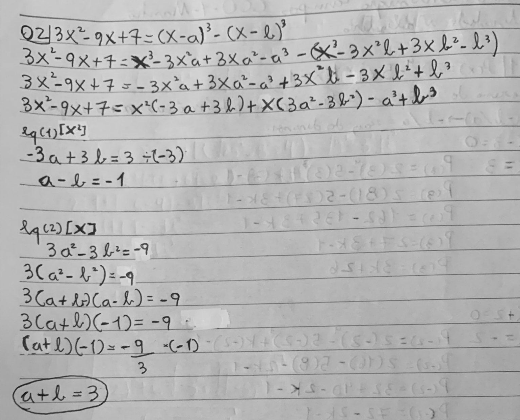 Q2| 3x² - 9x + 7 = (x - a)³ - (x - b)³
3x² - 9x + 7 = x³ - 3x²a + 3xa² - a³ - (x³ - 3x²b + 3xb² - b³)
3x² - 9x + 7 = -3x²a + 3xa² - a³ + 3x²b - 3xb² + b³
3x² - 9x + 7 = x²(-3a + 3b) + x(3a² - 3b²) - a³ + b³
Eq(1) [x²]
-3a + 3b = 3 ÷(-3)
a - b = -1
Eq(2) [x]
3a² - 3b² = -9
3(a² - b²) = -9
3(a + b)(a - b) = -9
3(a + b)(-1) = -9
(a + b)(-1) = -9/3 ·(-1)
a + b = 3